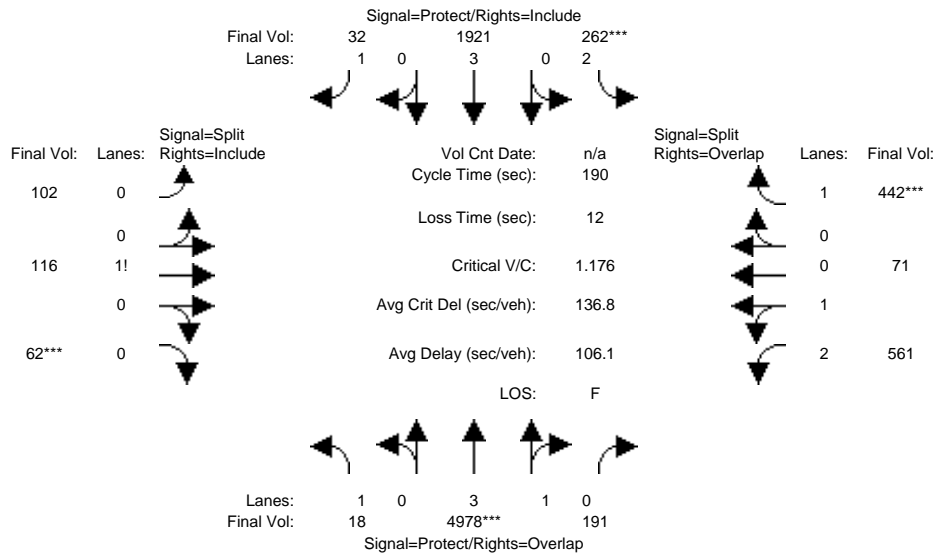 Signal=Protect/Rights=Include
Final Vol: 32 1921 262***
Lanes: 1 0 3 0 2
Signal=Split Signal=Split
Final Vol: Lanes: Rights=Include Vol Cnt Date: n/a Rights=Overlap Lanes: Final Vol:
Cycle Time (sec): 190
102 0 1 442***
Loss Time (sec): 12
0 0
116 1! Critical V/C: 1.176 0 71
0 Avg Crit Del (sec/veh): 136.8 1
62*** 0 Avg Delay (sec/veh): 106.1 2 561
LOS: F
Lanes: 1 0 3 1 0
Final Vol: 18 4978*** 191
Signal=Protect/Rights=Overlap